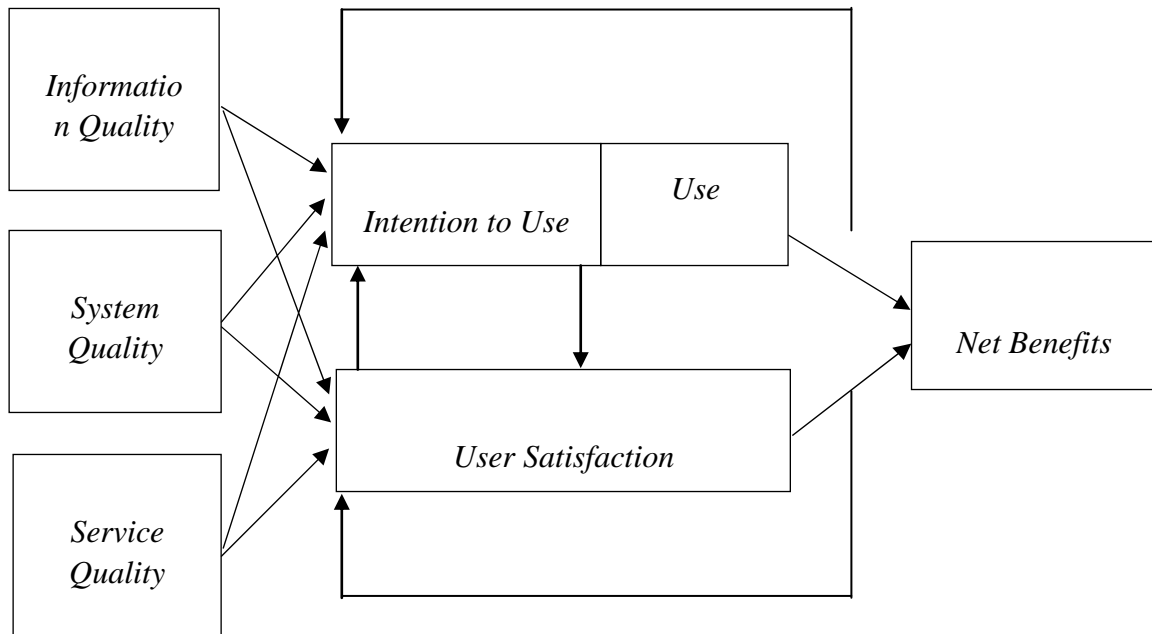 Informatio
n Quality
Use
Intention to Use
System
Quality
Net Benefits
User Satisfaction
Service
Quality